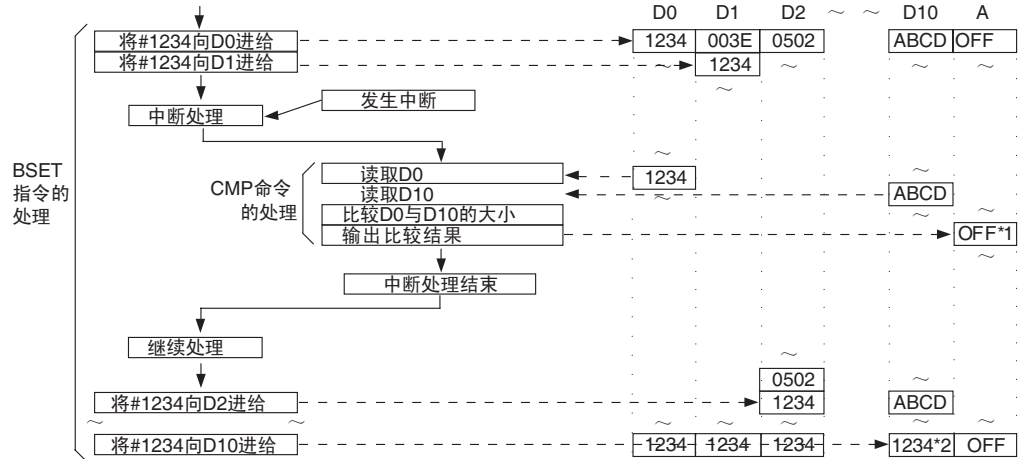 D0 D1 D2 ～ ～ D10 A
将#1234向D0进给 1234 003E 0502 ABCD OFF
将#1234向D1进给 ～ 1234 ～ ～ ～
～
发生中断
中断处理
BSET
指令的
处理
CMP命令
的处理
～
读取D0 1234
～
读取D10 ～ ABCD
～
比较D0与D10的大小
～
输出比较结果 OFF*1
～
中断处理结束
继续处理
～
0502 ～
将#1234向D2进给 1234 ABCD
～ ～ ～ ～ ～ ～ ～
将#1234向D10进给 1234 1234 1234 1234*2 OFF